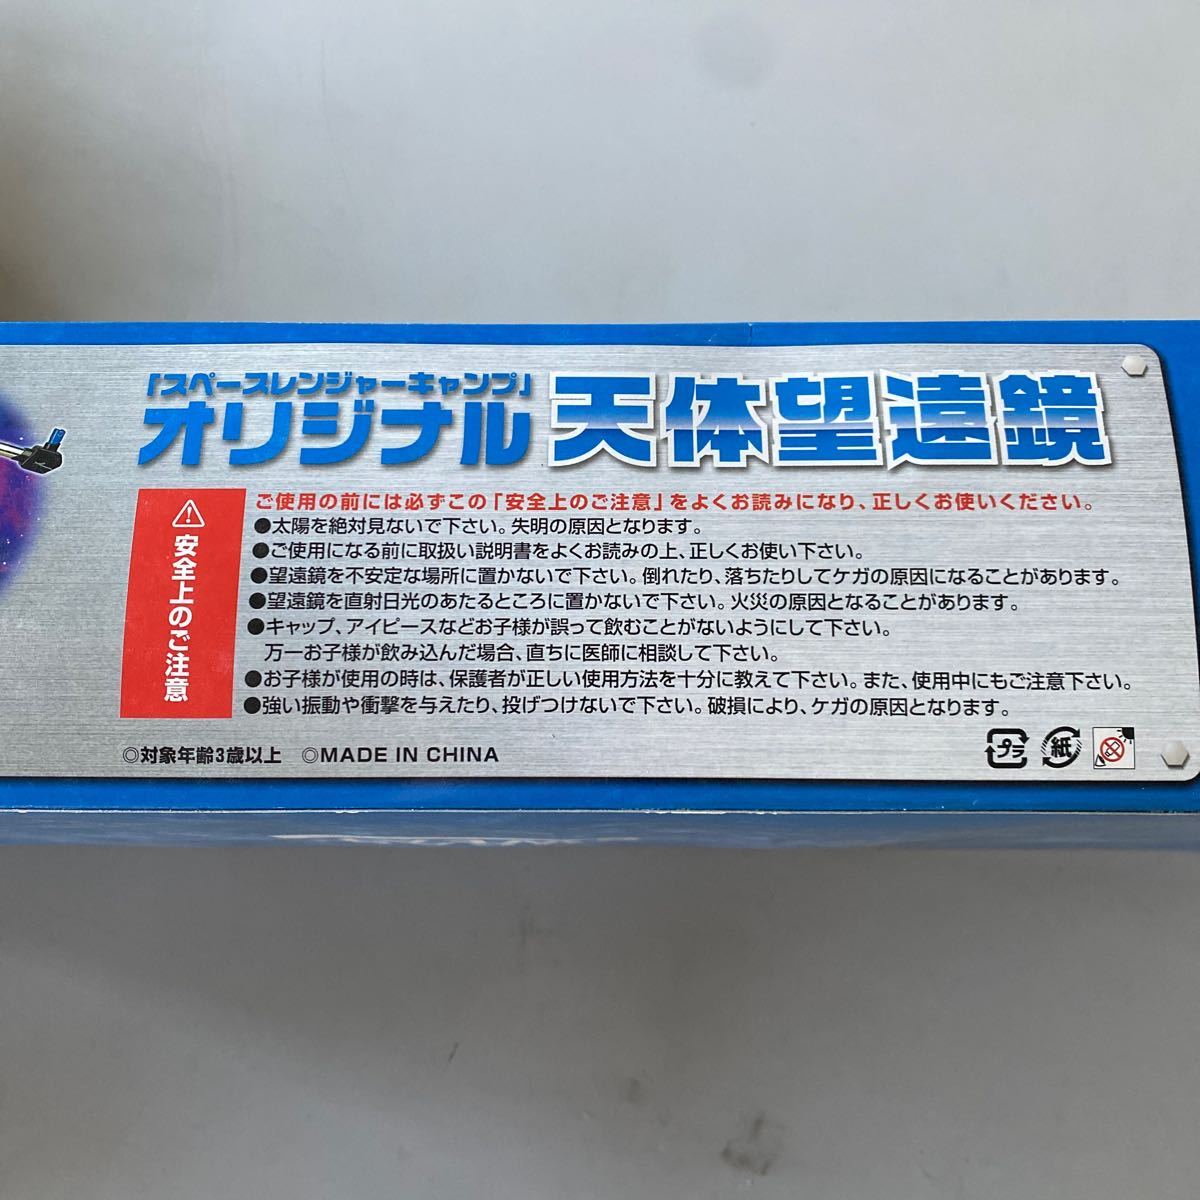 「スペースレンジャーキャンプ」
オリジナル 天体望遠鏡
安全上のご注意
ご使用の前には必ずこの「安全上のご注意」をよくお読みになり、正しくお使いください。
●太陽を絶対見ないで下さい。失明の原因となります。
●ご使用になる前に取扱い説明書をよくお読みの上、正しくお使い下さい。
●望遠鏡を不安定な場所に置かないで下さい。倒れたり、落ちたりしてケガの原因になることがあります。
●望遠鏡を直射日光のあたるところに置かないで下さい。火災の原因となることがあります。
●キャップ、アイピースなどお子様が誤って飲むことがないようにして下さい。
万一お子様が飲み込んだ場合、直ちに医師に相談して下さい。
●お子様が使用の時は、保護者が正しい使用方法を十分に教えて下さい。また、使用中にもご注意下さい。
●強い振動や衝撃を与えたり、投げつけないで下さい。破損により、ケガの原因となります。
◎対象年齢3歳以上 ◎MADE IN CHINA
プラ 紙